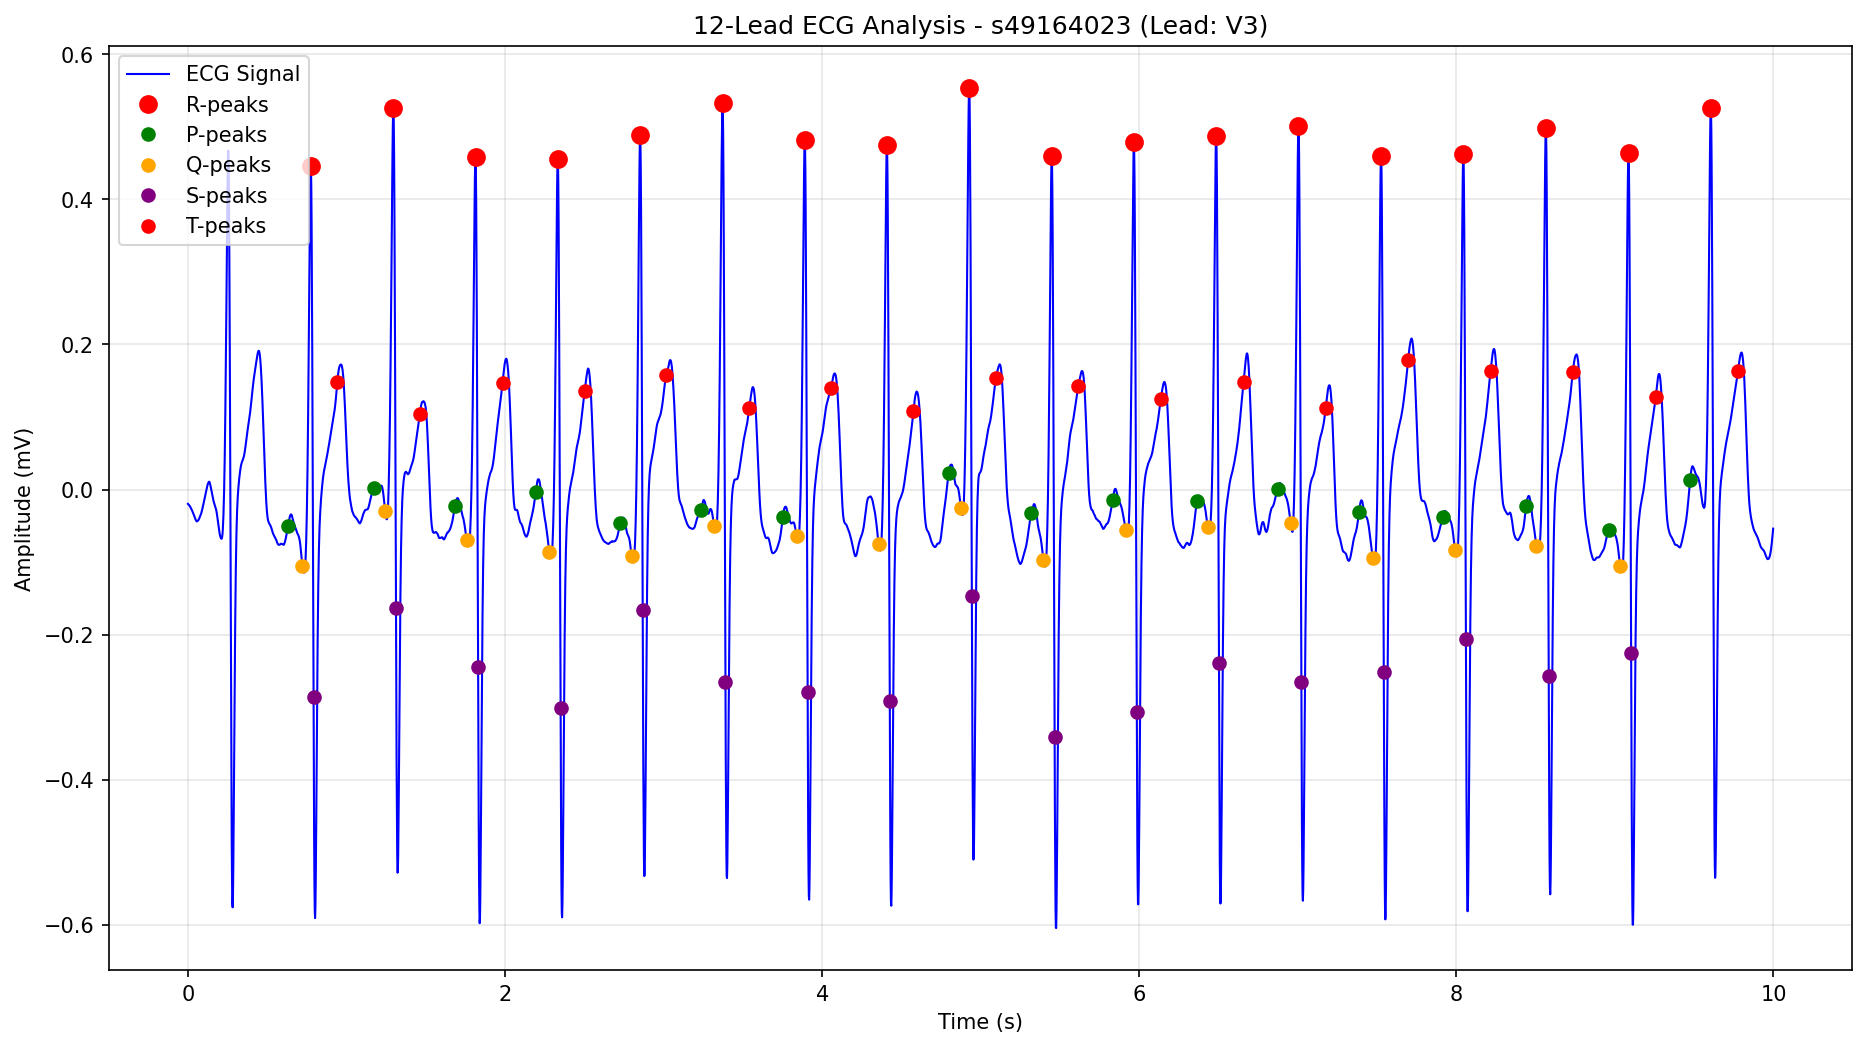 12-Lead ECG Analysis - s49164023 (Lead: V3)
ECG Signal
R-peaks
P-peaks
Q-peaks
S-peaks
T-peaks
0.6
0.4
0.2
0.0
−0.2
−0.4
−0.6
Amplitude (mV)
0 2 4 6 8 10
Time (s)